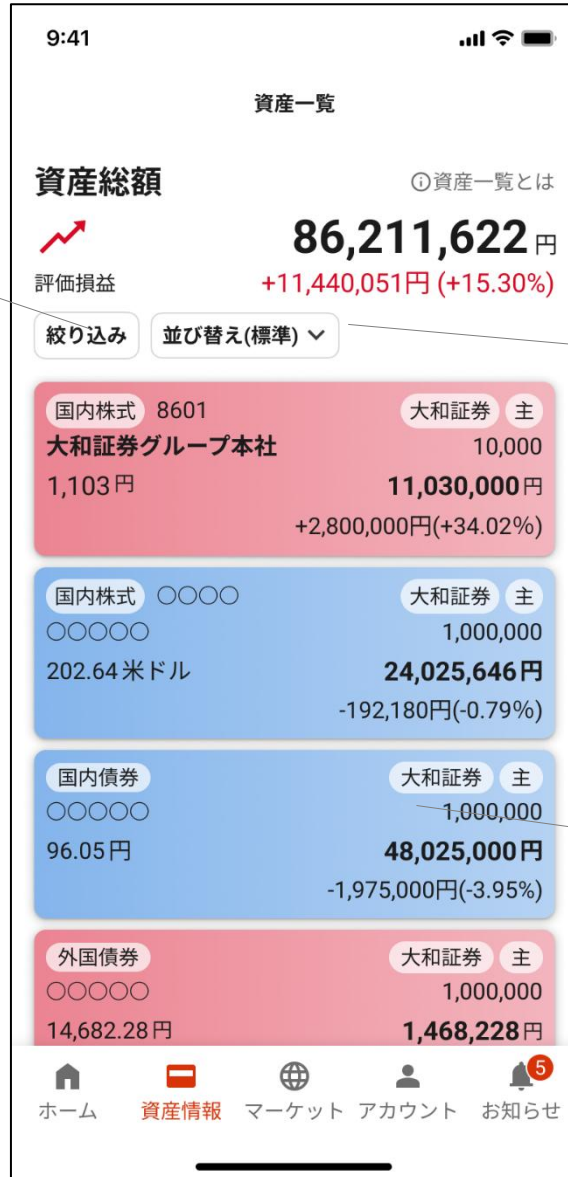 9:41
資産一覧
資産総額 ⓘ資産一覧とは
86,211,622 円
評価損益 +11,440,051円 (+15.30%)
絞り込み 並び替え(標準)
国内株式 8601 大和証券 主
大和証券グループ本社 10,000
1,103円 11,030,000円
+2,800,000円(+34.02%)
国内株式 〇〇〇〇 大和証券 主
〇〇〇〇〇 1,000,000
202.64米ドル 24,025,646円
-192,180円(-0.79%)
国内債券 大和証券 主
〇〇〇〇〇 1,000,000
96.05円 48,025,000円
-1,975,000円(-3.95%)
外国債券 大和証券 主
〇〇〇〇〇 1,000,000
14,682.28円 1,468,228円
5
ホーム 資産情報 マーケット アカウント お知らせ